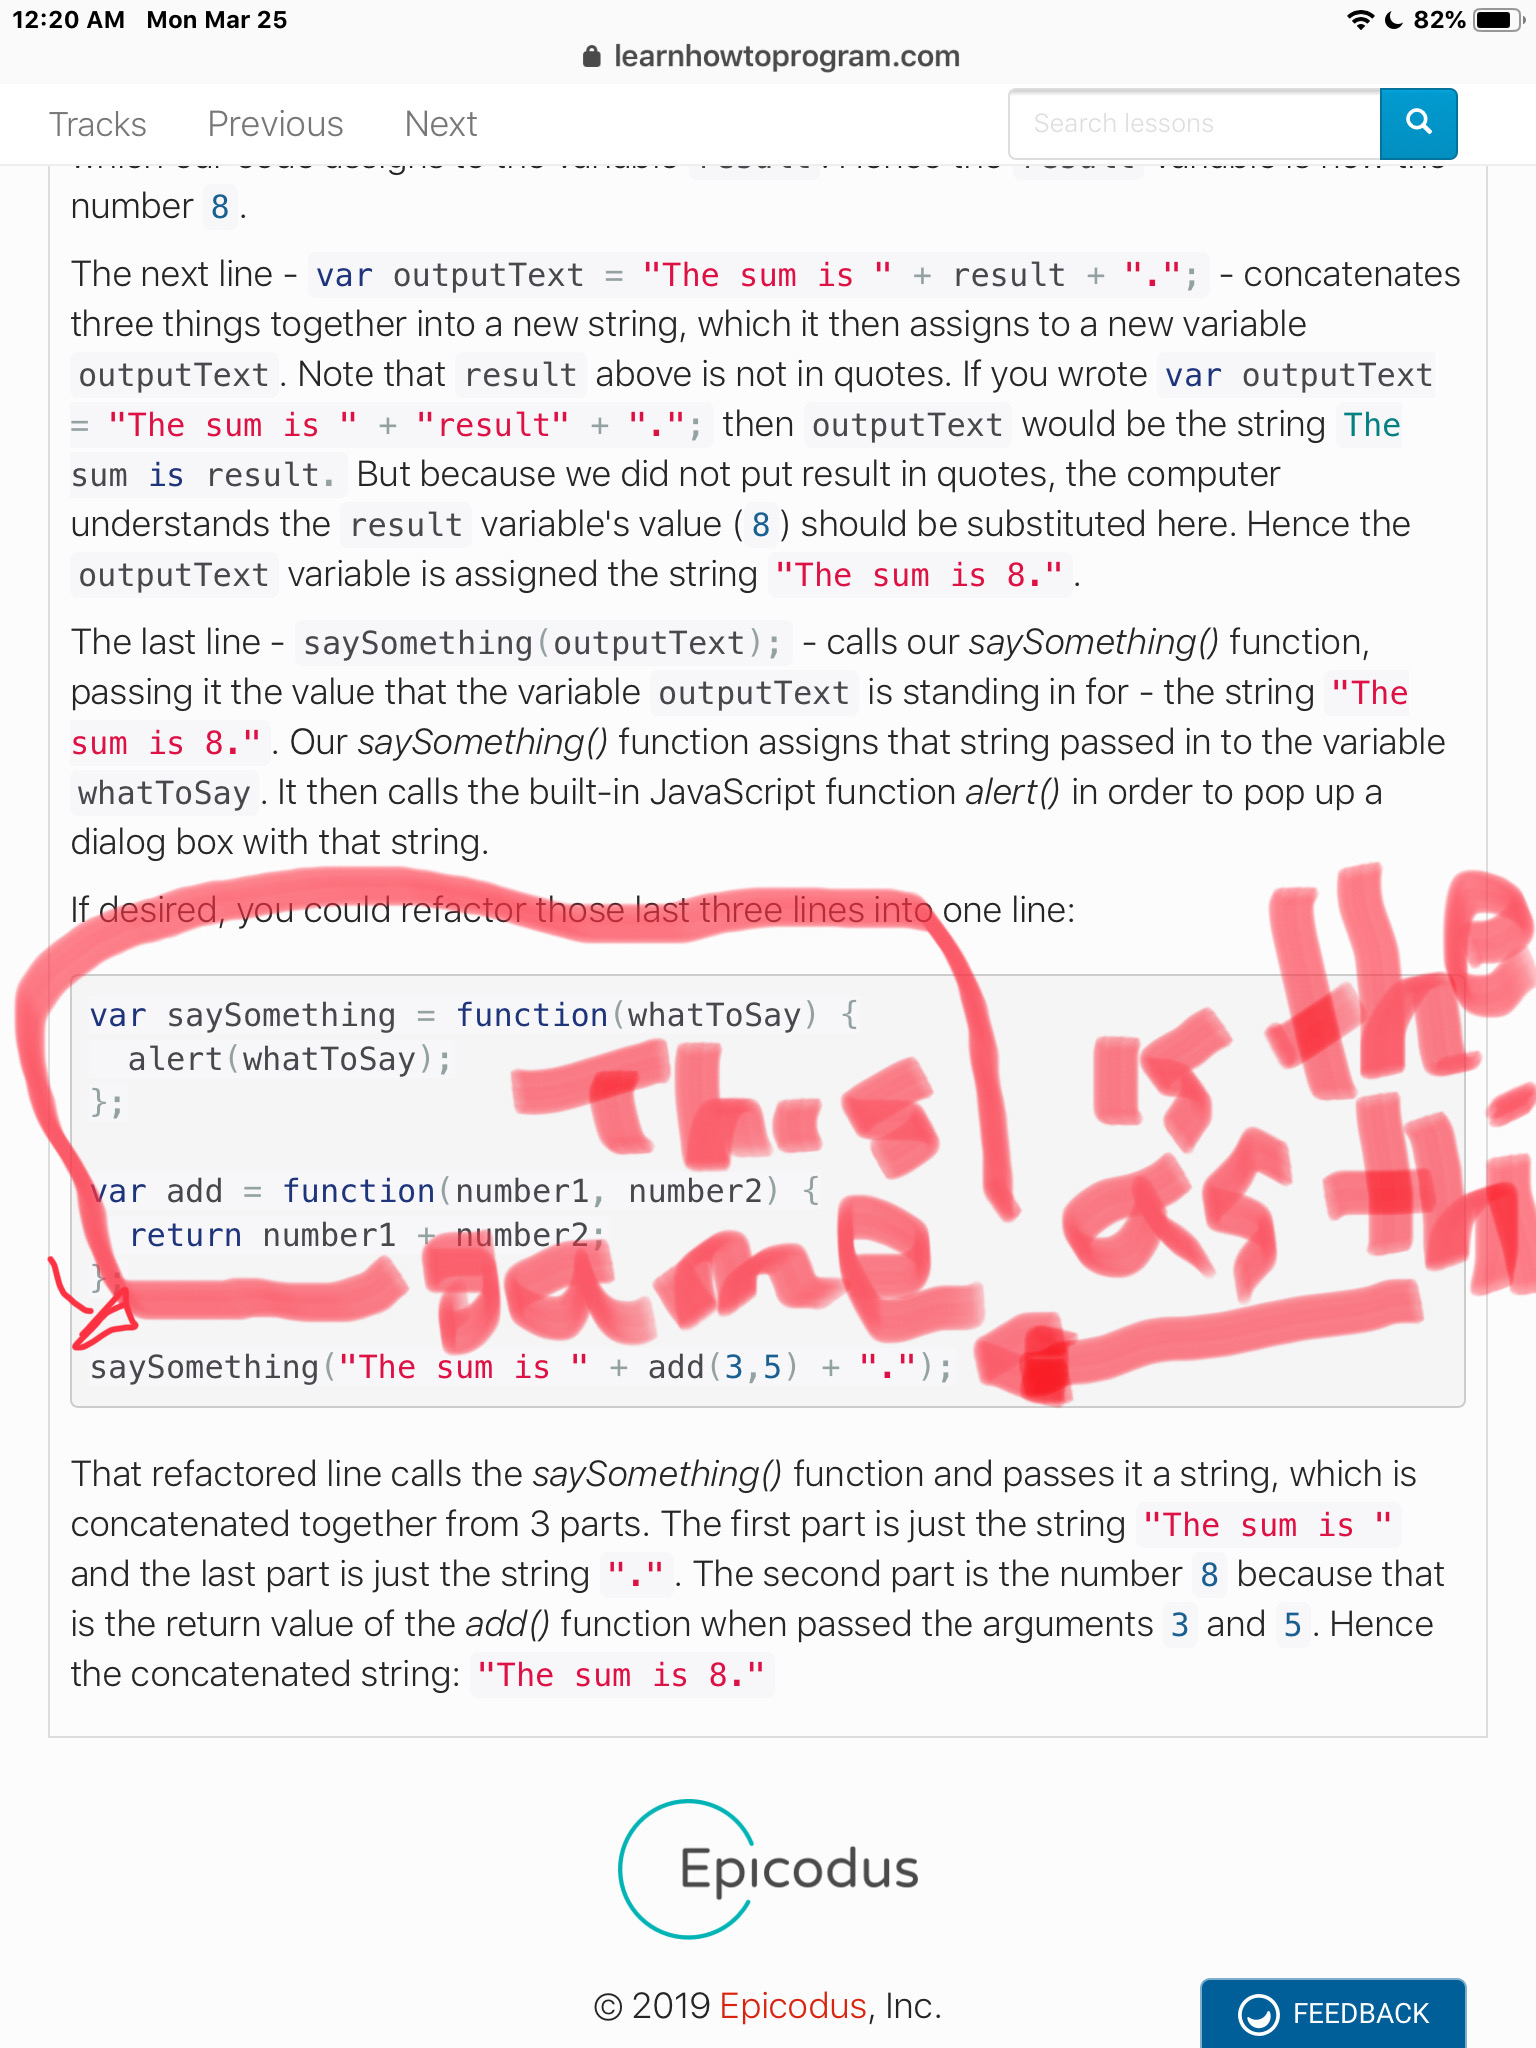 12:20 AM Mon Mar 25 82%
learnhowtoprogram.com
Tracks Previous Next Search lessons
number 8 .
The next line - var outputText = "The sum is " + result + "."; - concatenates
three things together into a new string, which it then assigns to a new variable
outputText . Note that result above is not in quotes. If you wrote var outputText
= "The sum is " + "result" + "."; then outputText would be the string The
sum is result. But because we did not put result in quotes, the computer
understands the result variable's value ( 8 ) should be substituted here. Hence the
outputText variable is assigned the string "The sum is 8." .
The last line - saySomething(outputText); - calls our saySomething() function,
passing it the value that the variable outputText is standing in for - the string "The
sum is 8." . Our saySomething() function assigns that string passed in to the variable
whatToSay . It then calls the built-in JavaScript function alert() in order to pop up a
dialog box with that string.
If desired, you could refactor those last three lines into one line:
var saySomething = function(whatToSay) {
alert(whatToSay);
};
This is the
var add = function(number1, number2) {
return number1 + number2;
};
same as thi
saySomething("The sum is " + add(3,5) + ".");
That refactored line calls the saySomething() function and passes it a string, which is
concatenated together from 3 parts. The first part is just the string "The sum is "
and the last part is just the string "." . The second part is the number 8 because that
is the return value of the add() function when passed the arguments 3 and 5 . Hence
the concatenated string: "The sum is 8."
Epicodus
© 2019 Epicodus, Inc.
FEEDBACK